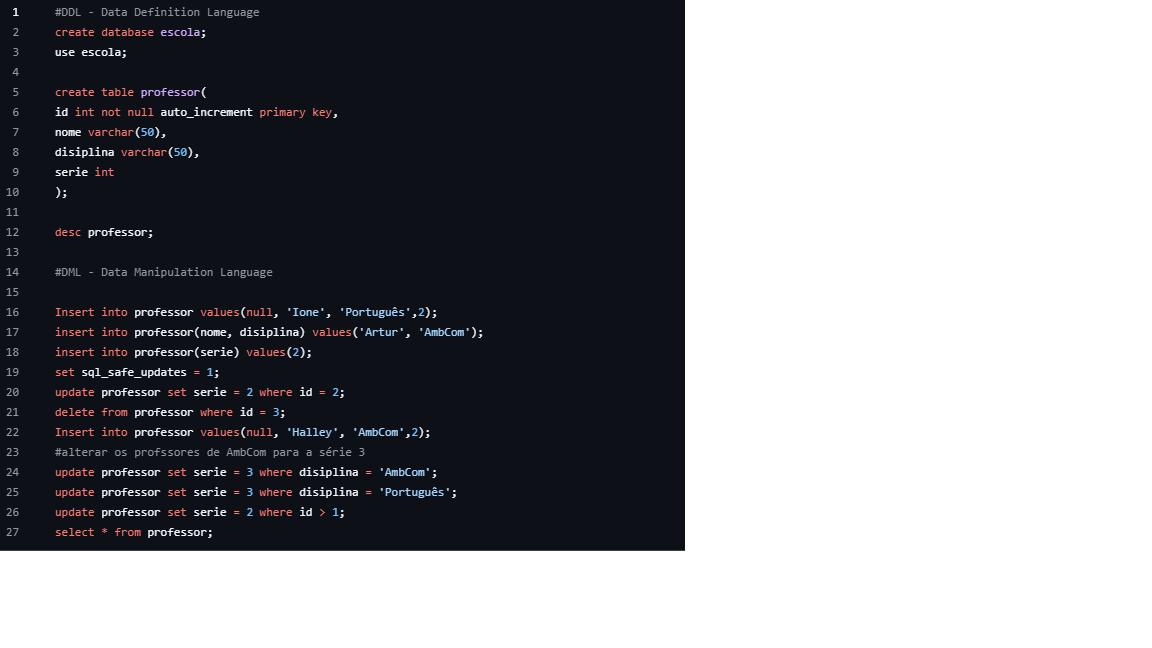 1 #DDL - Data Definition Language
2 create database escola;
3 use escola;
4
5 create table professor(
6 id int not null auto_increment primary key,
7 nome varchar(50),
8 disiplina varchar(50),
9 serie int
10 );
11
12 desc professor;
13
14 #DML - Data Manipulation Language
15
16 Insert into professor values(null, 'Ione', 'Português',2);
17 insert into professor(nome, disiplina) values('Artur', 'AmbCom');
18 insert into professor(serie) values(2);
19 set sql_safe_updates = 1;
20 update professor set serie = 2 where id = 2;
21 delete from professor where id = 3;
22 Insert into professor values(null, 'Halley', 'AmbCom',2);
23 #alterar os profssores de AmbCom para a série 3
24 update professor set serie = 3 where disiplina = 'AmbCom';
25 update professor set serie = 3 where disiplina = 'Português';
26 update professor set serie = 2 where id > 1;
27 select * from professor;